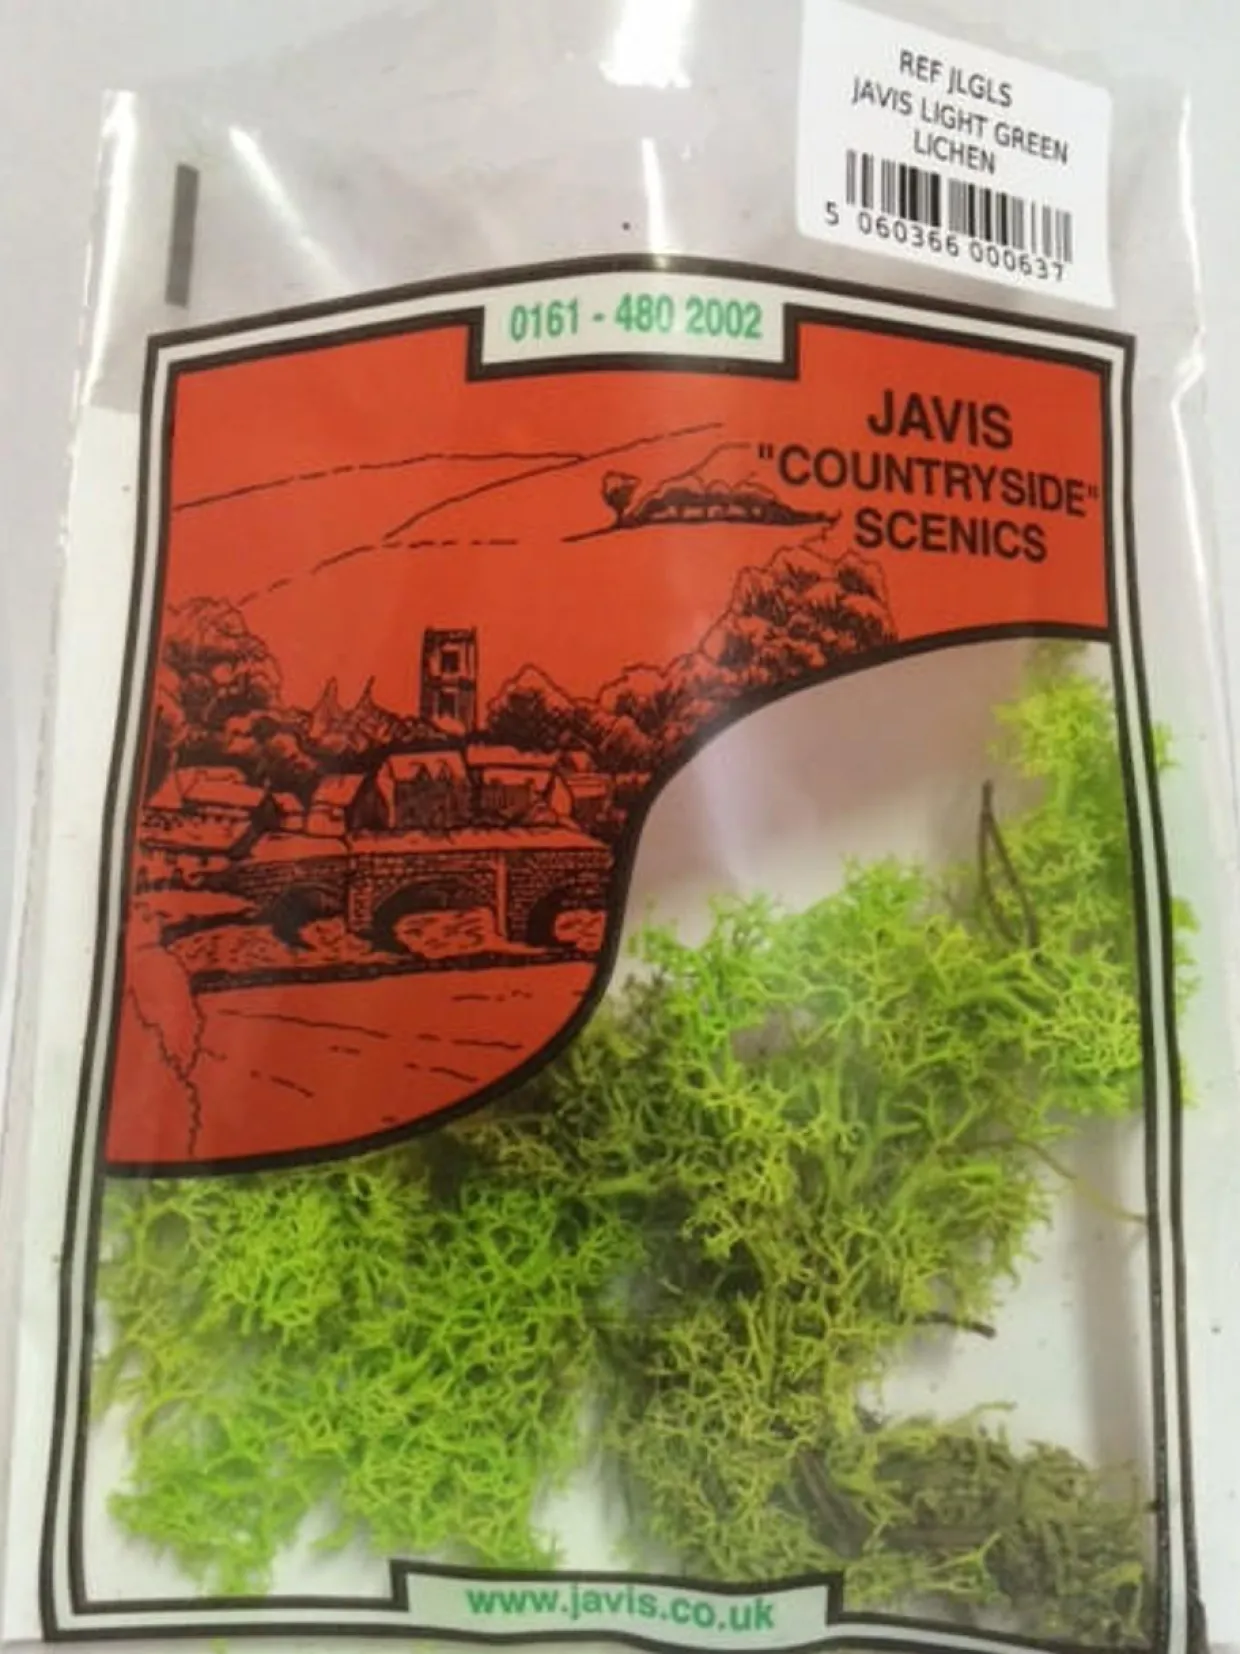 REF JLGLS
JAVIS LIGHT GREEN
LICHEN
5 060366 000637
0161 - 480 2002
JAVIS
"COUNTRYSIDE"
SCENICS
www.javis.co.uk